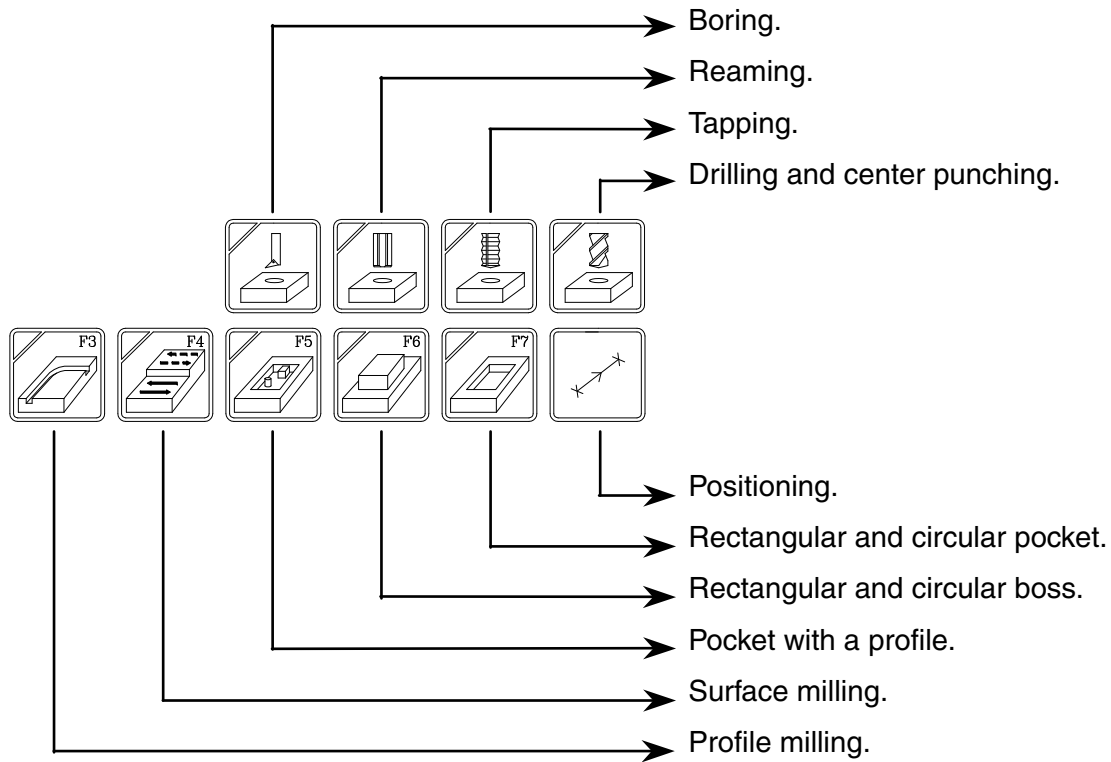 Boring.
Reaming.
Tapping.
Drilling and center punching.
F3 F4 F5 F6 F7
Positioning.
Rectangular and circular pocket.
Rectangular and circular boss.
Pocket with a profile.
Surface milling.
Profile milling.